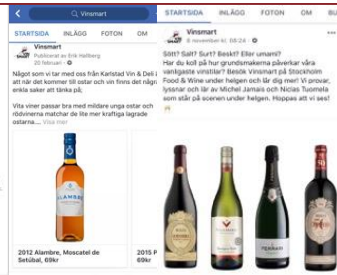 Vinsmart
STARTSIDA INLÄGG FOTON OM
Vinsmart
Publicerat av Erik Hallberg
20 februari
Något som vi tar med oss från Karlstad Vin & Deli
att när det kommer till ostar och vin finns det några
enkla saker att tänka på;
Vita viner passar bra med mildare unga ostar och
rödvinerna matchar de lite mer kraftiga lagrade
ostarna.... Visa mer
ALAMBRE
2012 Alambre, Moscatel de
Setúbal, 69kr
2015 P
69kr
STARTSIDA INLÄGG FOTON OM
Vinsmart
8 november kl. 08:24
Sött? Salt? Surt? Beskt? Eller umami?
Har du koll på hur grundsmakerna påverkar våra
vanligaste vinstilar? Besök Vinsmart på Stockholm
Food & Wine under helgen och lär dig mer! Vi provar,
lyssnar och lär av Michel Jamais och Niclas Tuomela
som står på scenen under helgen. Hoppas att vi ses!
FERRARI